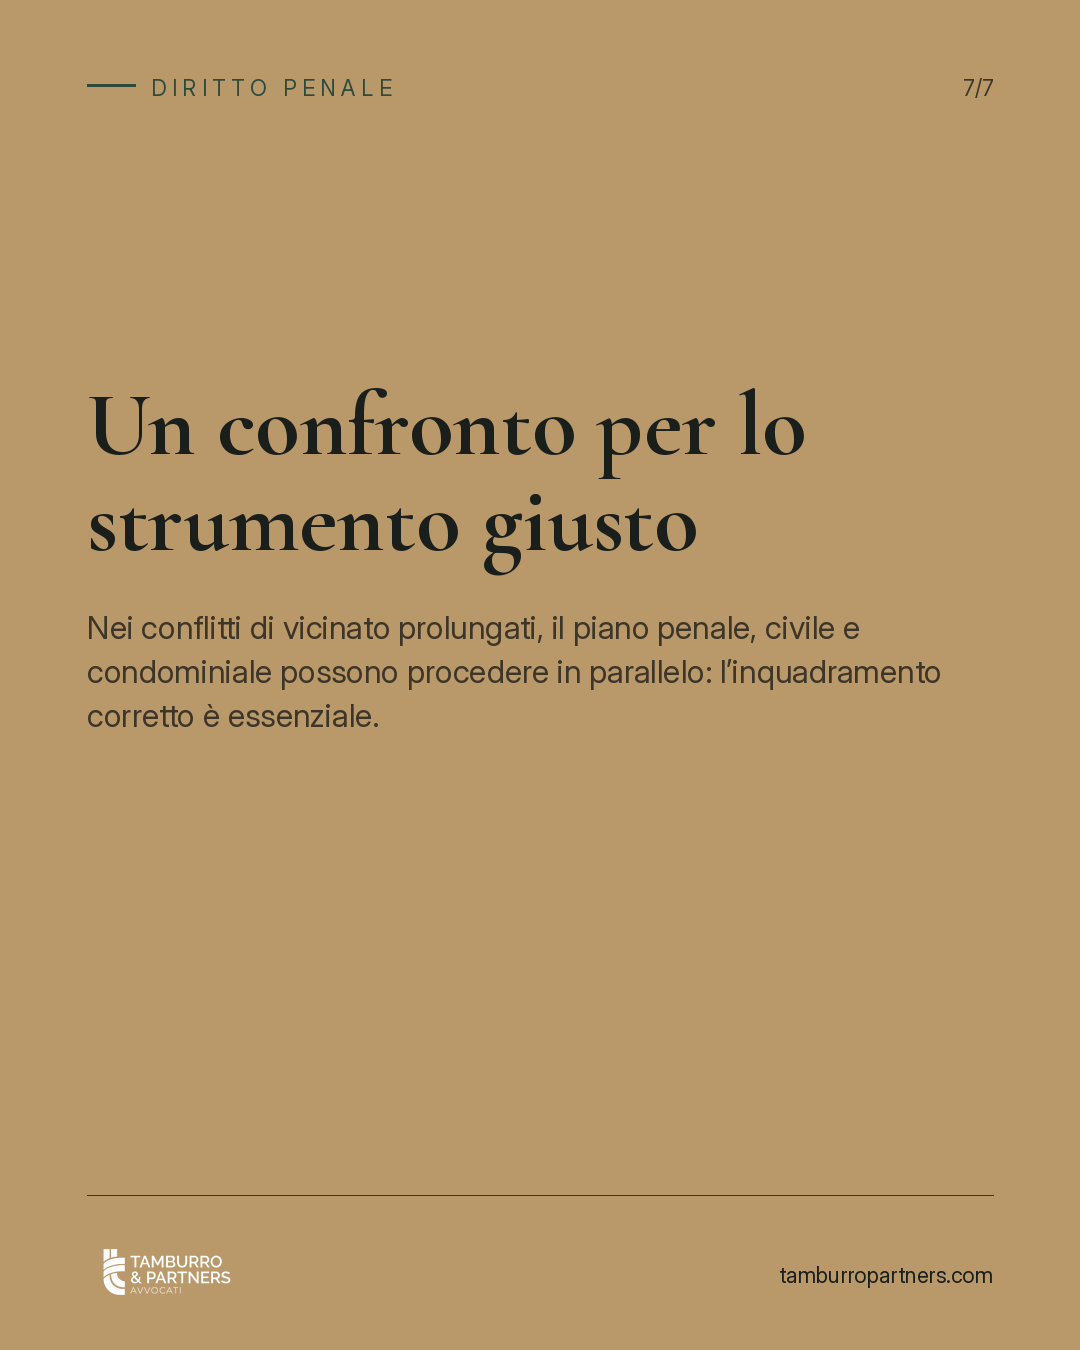 DIRITTO PENALE
7/7
Un confronto per lo
strumento giusto
Nei conflitti di vicinato prolungati, il piano penale, civile e
condominiale possono procedere in parallelo: l’inquadramento
corretto è essenziale.
TAMBURRO
& PARTNERS
AVVOCATI
tamburropartners.com